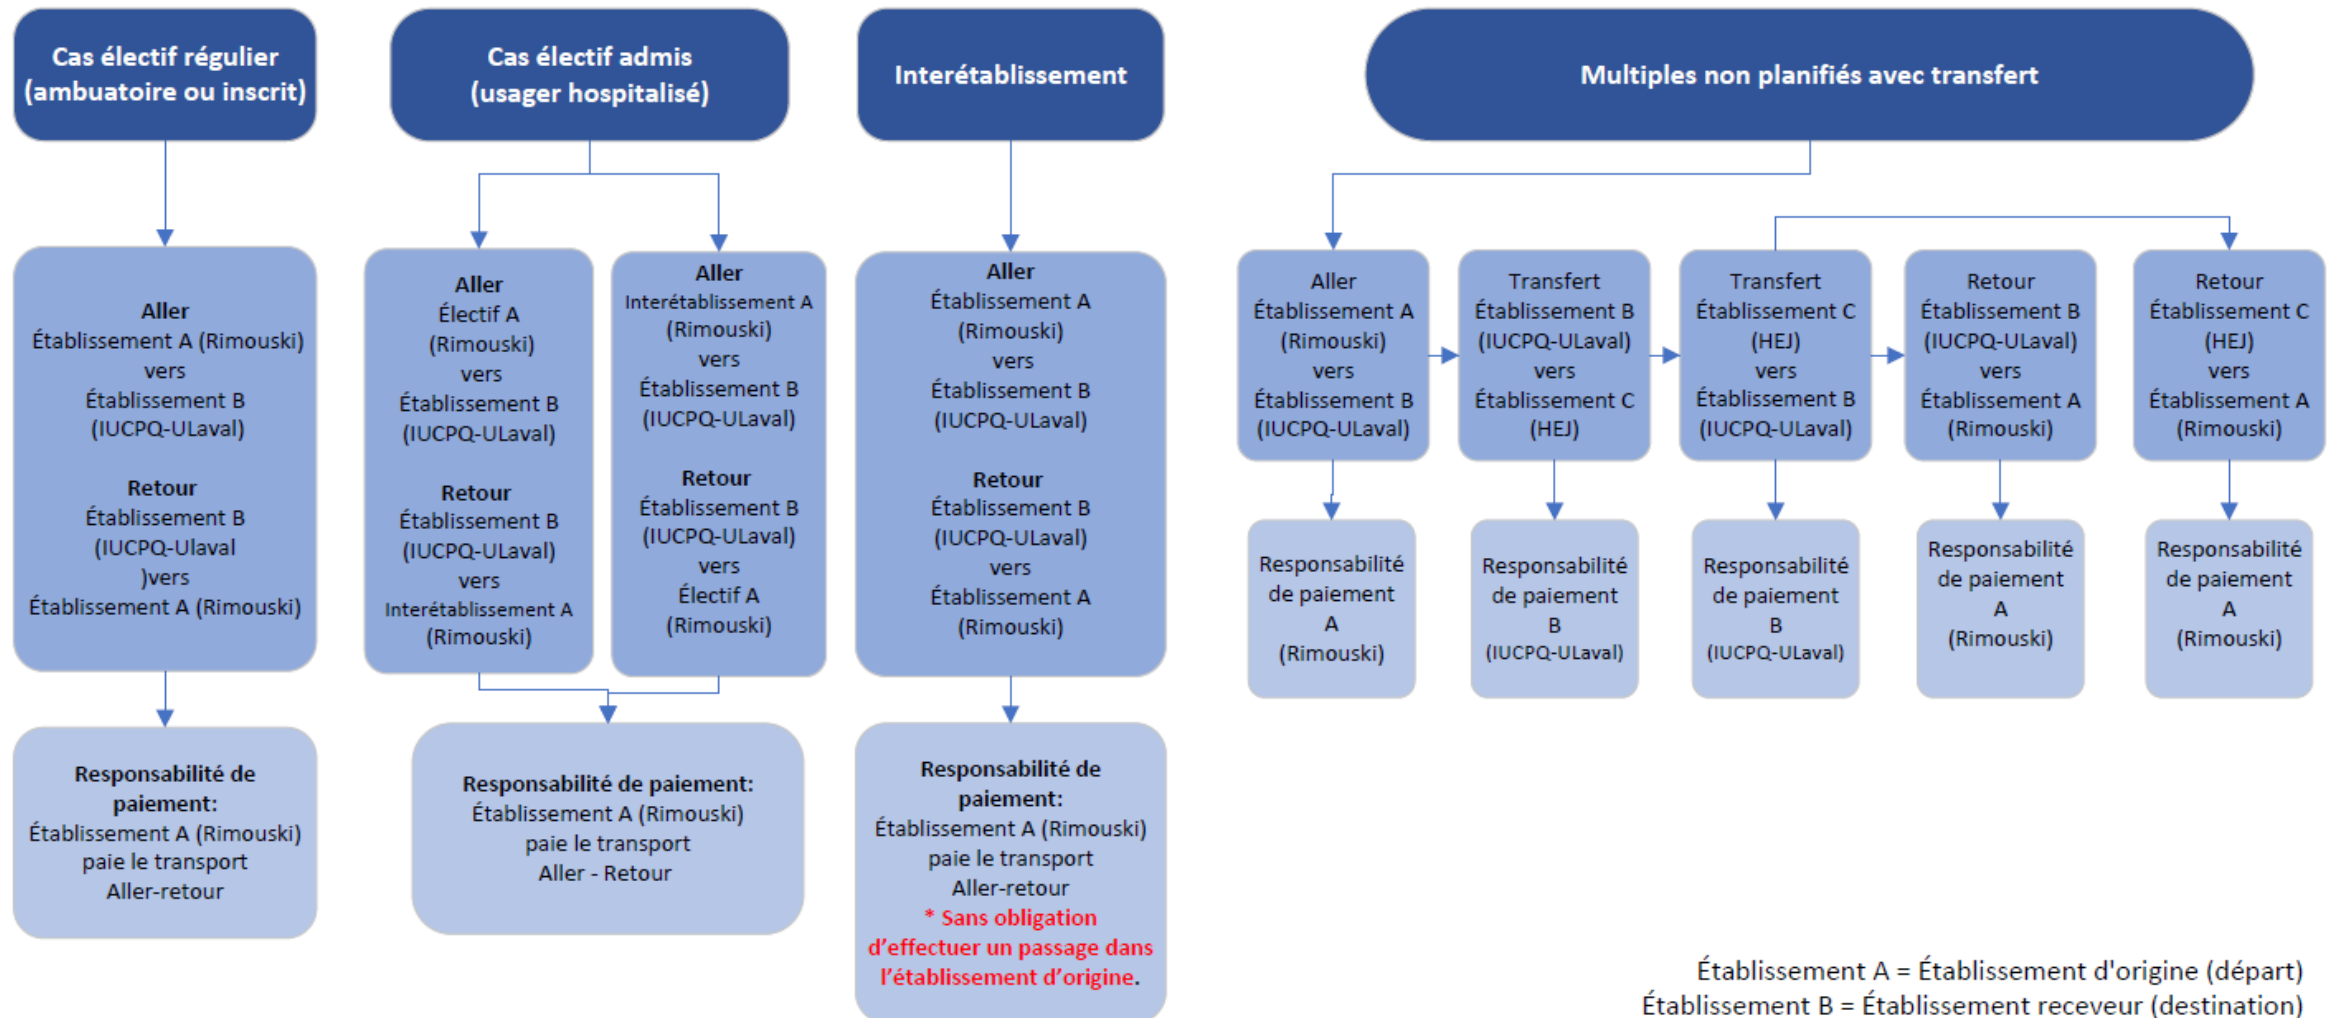 Cas électif régulier
(ambuatoire ou inscrit)
Cas électif admis
(usager hospitalisé)
Interétablissement
Multiples non planifiés avec transfert
Aller
Établissement A (Rimouski)
vers
Établissement B
(IUCPQ-ULaval)
Retour
Établissement B
(IUCPQ-Ulaval
)vers
Établissement A (Rimouski)
Aller
Électif A
(Rimouski)
vers
Établissement B
(IUCPQ-ULaval)
Retour
Établissement B
(IUCPQ-ULaval)
vers
Interétablissement A
(Rimouski)
Aller
Interétablissement A
(Rimouski)
vers
Établissement B
(IUCPQ-ULaval)
Retour
Établissement B
(IUCPQ-ULaval)
vers
Électif A
(Rimouski)
Aller
Établissement A
(Rimouski)
vers
Établissement B
(IUCPQ-ULaval)
Retour
Établissement B
(IUCPQ-ULaval)
vers
Établissement A
(Rimouski)
Aller
Établissement A
(Rimouski)
vers
Établissement B
(IUCPQ-ULaval)
Transfert
Établissement B
(IUCPQ-ULaval)
vers
Établissement C
(HEJ)
Transfert
Établissement C
(HEJ)
vers
Établissement B
(IUCPQ-ULaval)
Retour
Établissement B
(IUCPQ-ULaval)
vers
Établissement A
(Rimouski)
Retour
Établissement C
(HEJ)
vers
Établissement A
(Rimouski)
Responsabilité de
paiement:
Établissement A (Rimouski)
paie le transport
Aller-retour
Responsabilité de paiement:
Établissement A (Rimouski)
paie le transport
Aller - Retour
Responsabilité de
paiement:
Établissement A (Rimouski)
paie le transport
Aller-retour
* Sans obligation
d'effectuer un passage dans
l'établissement d'origine.
Responsabilité
de paiement
A
(Rimouski)
Responsabilité
de paiement
B
(IUCPQ-ULaval)
Responsabilité
de paiement
B
(IUCPQ-ULaval)
Responsabilité
de paiement
A
(Rimouski)
Responsabilité
de paiement
A
(Rimouski)
Établissement A = Établissement d'origine (départ)
Établissement B = Établissement receveur (destination)